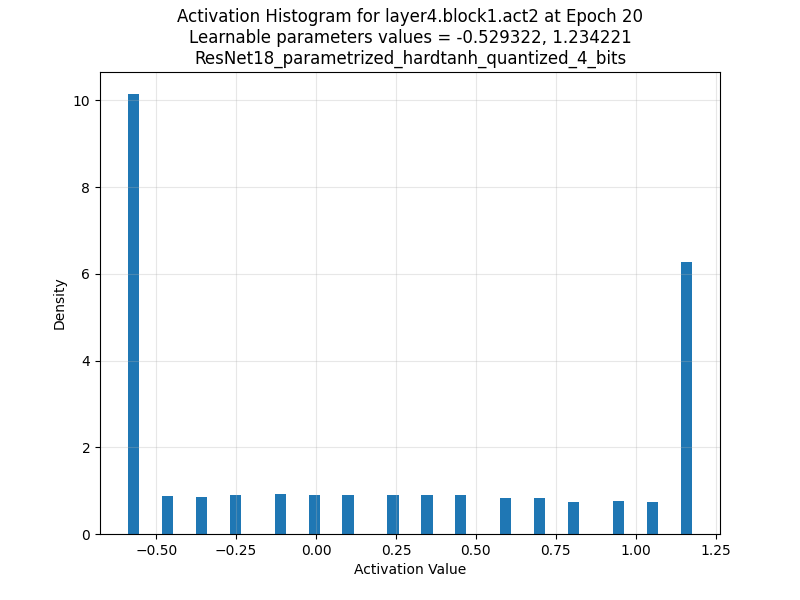 Activation Histogram for layer4.block1.act2 at Epoch 20
Learnable parameters values = -0.529322, 1.234221
ResNet18_parametrized_hardtanh_quantized_4_bits
10
8
6
4
2
0
Density
−0.50 −0.25 0.00 0.25 0.50 0.75 1.00 1.25
Activation Value